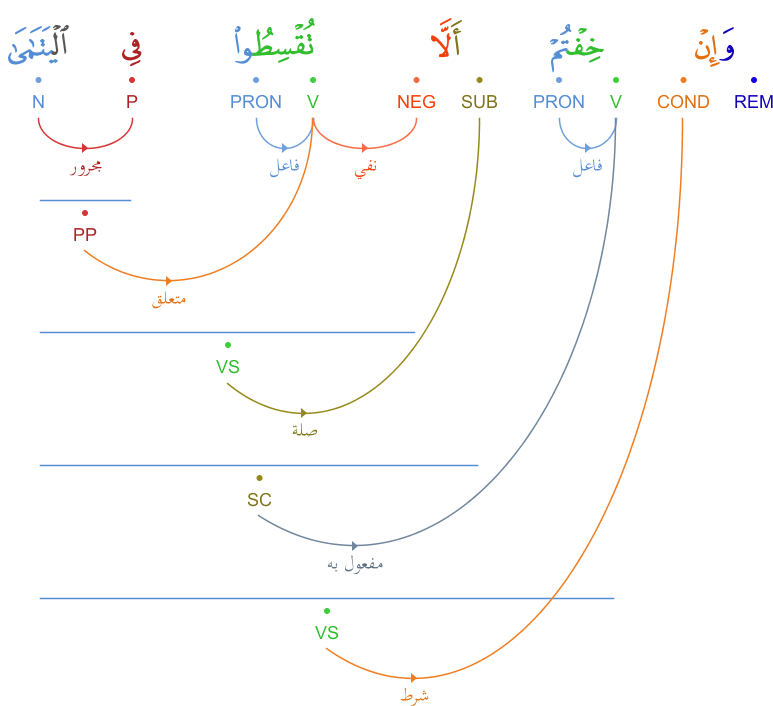 وَإِنْ خِفْتُمْ أَلَّا تُقْسِطُوا۟ فِى ٱلْيَتَـٰمَىٰ
REM COND V PRON SUB NEG V PRON P N
فاعل نفي فاعل مجرور
PP
متعلق
VS
صلة
SC
مفعول به
VS
شرط